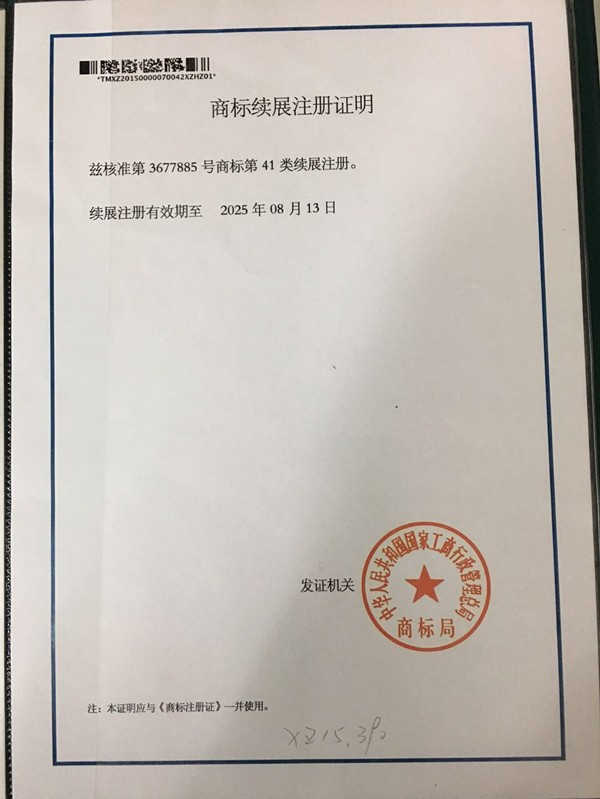 *TMXZ20150000070042XZHZ01*
商标续展注册证明
兹核准第 3677885 号商标第 41 类续展注册。
续展注册有效期至 2025 年 08 月 13 日
发证机关
中华人民共和国国家工商行政管理总局
商标局
注：本证明应与《商标注册证》一并使用。
XZ15.390